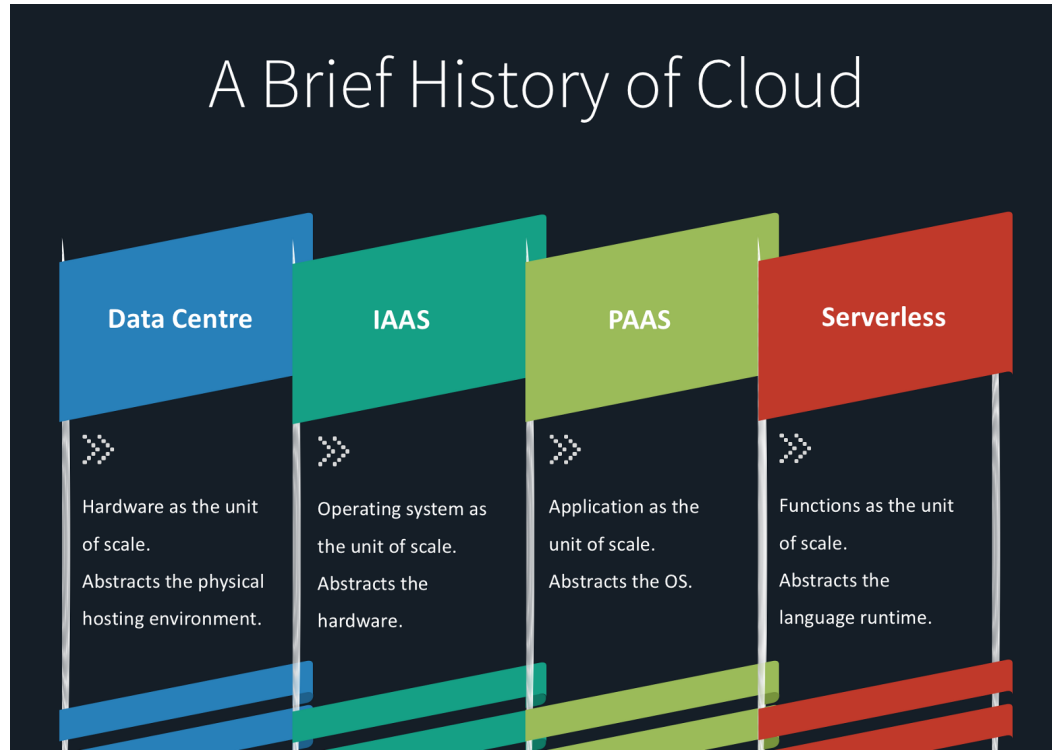 A Brief History of Cloud
Data Centre
Hardware as the unit
of scale.
Abstracts the physical
hosting environment.
IAAS
Operating system as
the unit of scale.
Abstracts the
hardware.
PAAS
Application as the
unit of scale.
Abstracts the OS.
Serverless
Functions as the unit
of scale.
Abstracts the
language runtime.